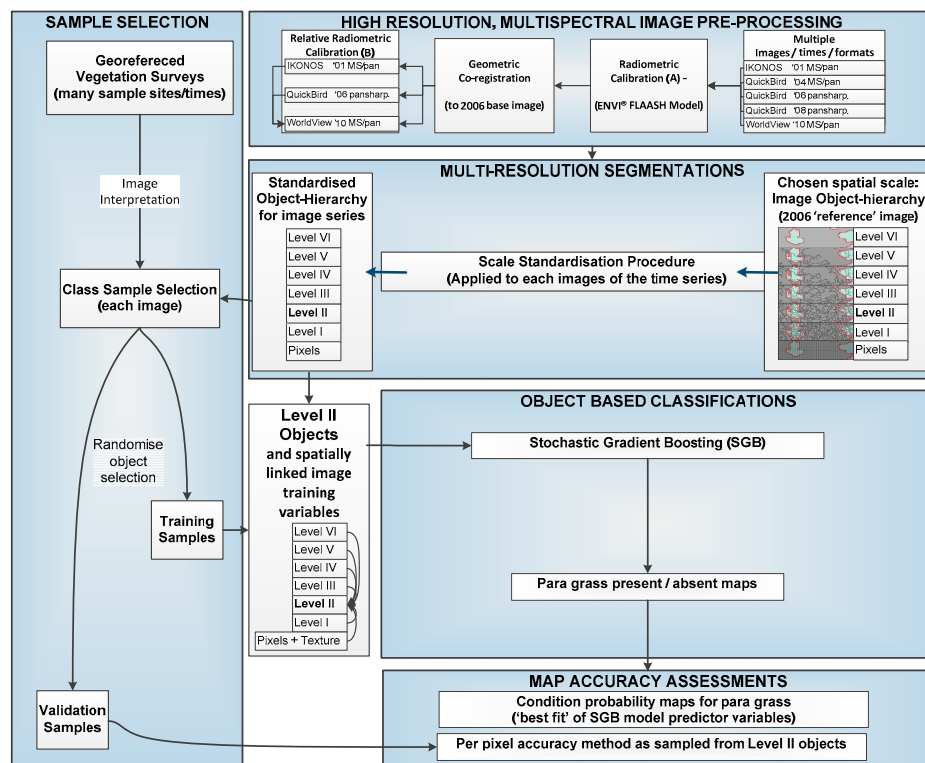 SAMPLE SELECTION
Georefereced
Vegetation Surveys
(many sample sites/times)
Image
Interpretation
Class Sample Selection
(each image)
Randomise
object
selection
Training
Samples
Validation
Samples
HIGH RESOLUTION, MULTISPECTRAL IMAGE PRE-PROCESSING
Relative Radiometric
Calibration (B)
IKONOS '01 MS/pan
QuickBird '06 pansharp.
WorldView '10 MS/pan
Geometric
Co-registration
(to 2006 base image)
Radiometric
Calibration (A) -
(ENVI® FLAASH Model)
Multiple
Images / times / formats
IKONOS '01 MS/pan
QuickBird '04 MS/pan
QuickBird '06 pansharp.
QuickBird '08 pansharp.
WorldView '10 MS/pan
MULTI-RESOLUTION SEGMENTATIONS
Standardised
Object-Hierarchy
for image series
Level VI
Level V
Level IV
Level III
Level II
Level I
Pixels
Scale Standardisation Procedure
(Applied to each images of the time series)
Chosen spatial scale:
Image Object-hierarchy
(2006 'reference' image)
Level VI
Level V
Level IV
Level III
Level II
Level I
Pixels
Level II
Objects
and spatially
linked image
training
variables
Level VI
Level V
Level IV
Level III
Level II
Level I
Pixels + Texture
OBJECT BASED CLASSIFICATIONS
Stochastic Gradient Boosting (SGB)
Para grass present / absent maps
MAP ACCURACY ASSESSMENTS
Condition probability maps for para grass
('best fit' of SGB model predictor variables)
Per pixel accuracy method as sampled from Level II objects